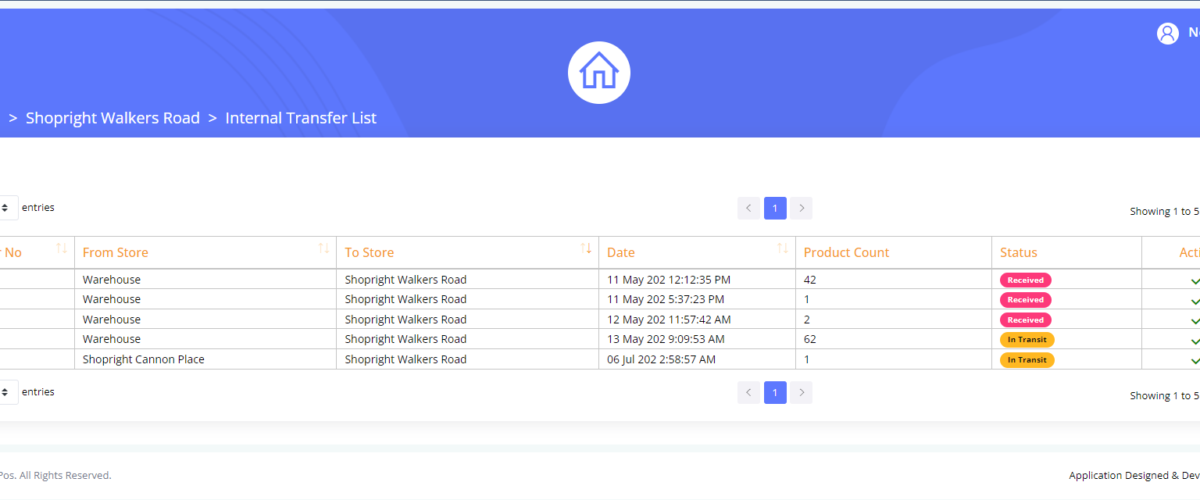 > Shopright Walkers Road > Internal Transfer List
entries
< 1 >
Showing 1 to 5
No From Store To Store Date Product Count Status
Warehouse Shopright Walkers Road 11 May 202 12:12:35 PM 42 Received
Warehouse Shopright Walkers Road 11 May 202 5:37:23 PM 1 Received
Warehouse Shopright Walkers Road 12 May 202 11:57:42 AM 2 Received
Warehouse Shopright Walkers Road 13 May 202 9:09:53 AM 62 In Transit
Shopright Cannon Place Shopright Walkers Road 06 Jul 202 2:58:57 AM 1 In Transit
entries
< 1 >
Showing 1 to 5
Pos. All Rights Reserved.
Application Designed & Dev